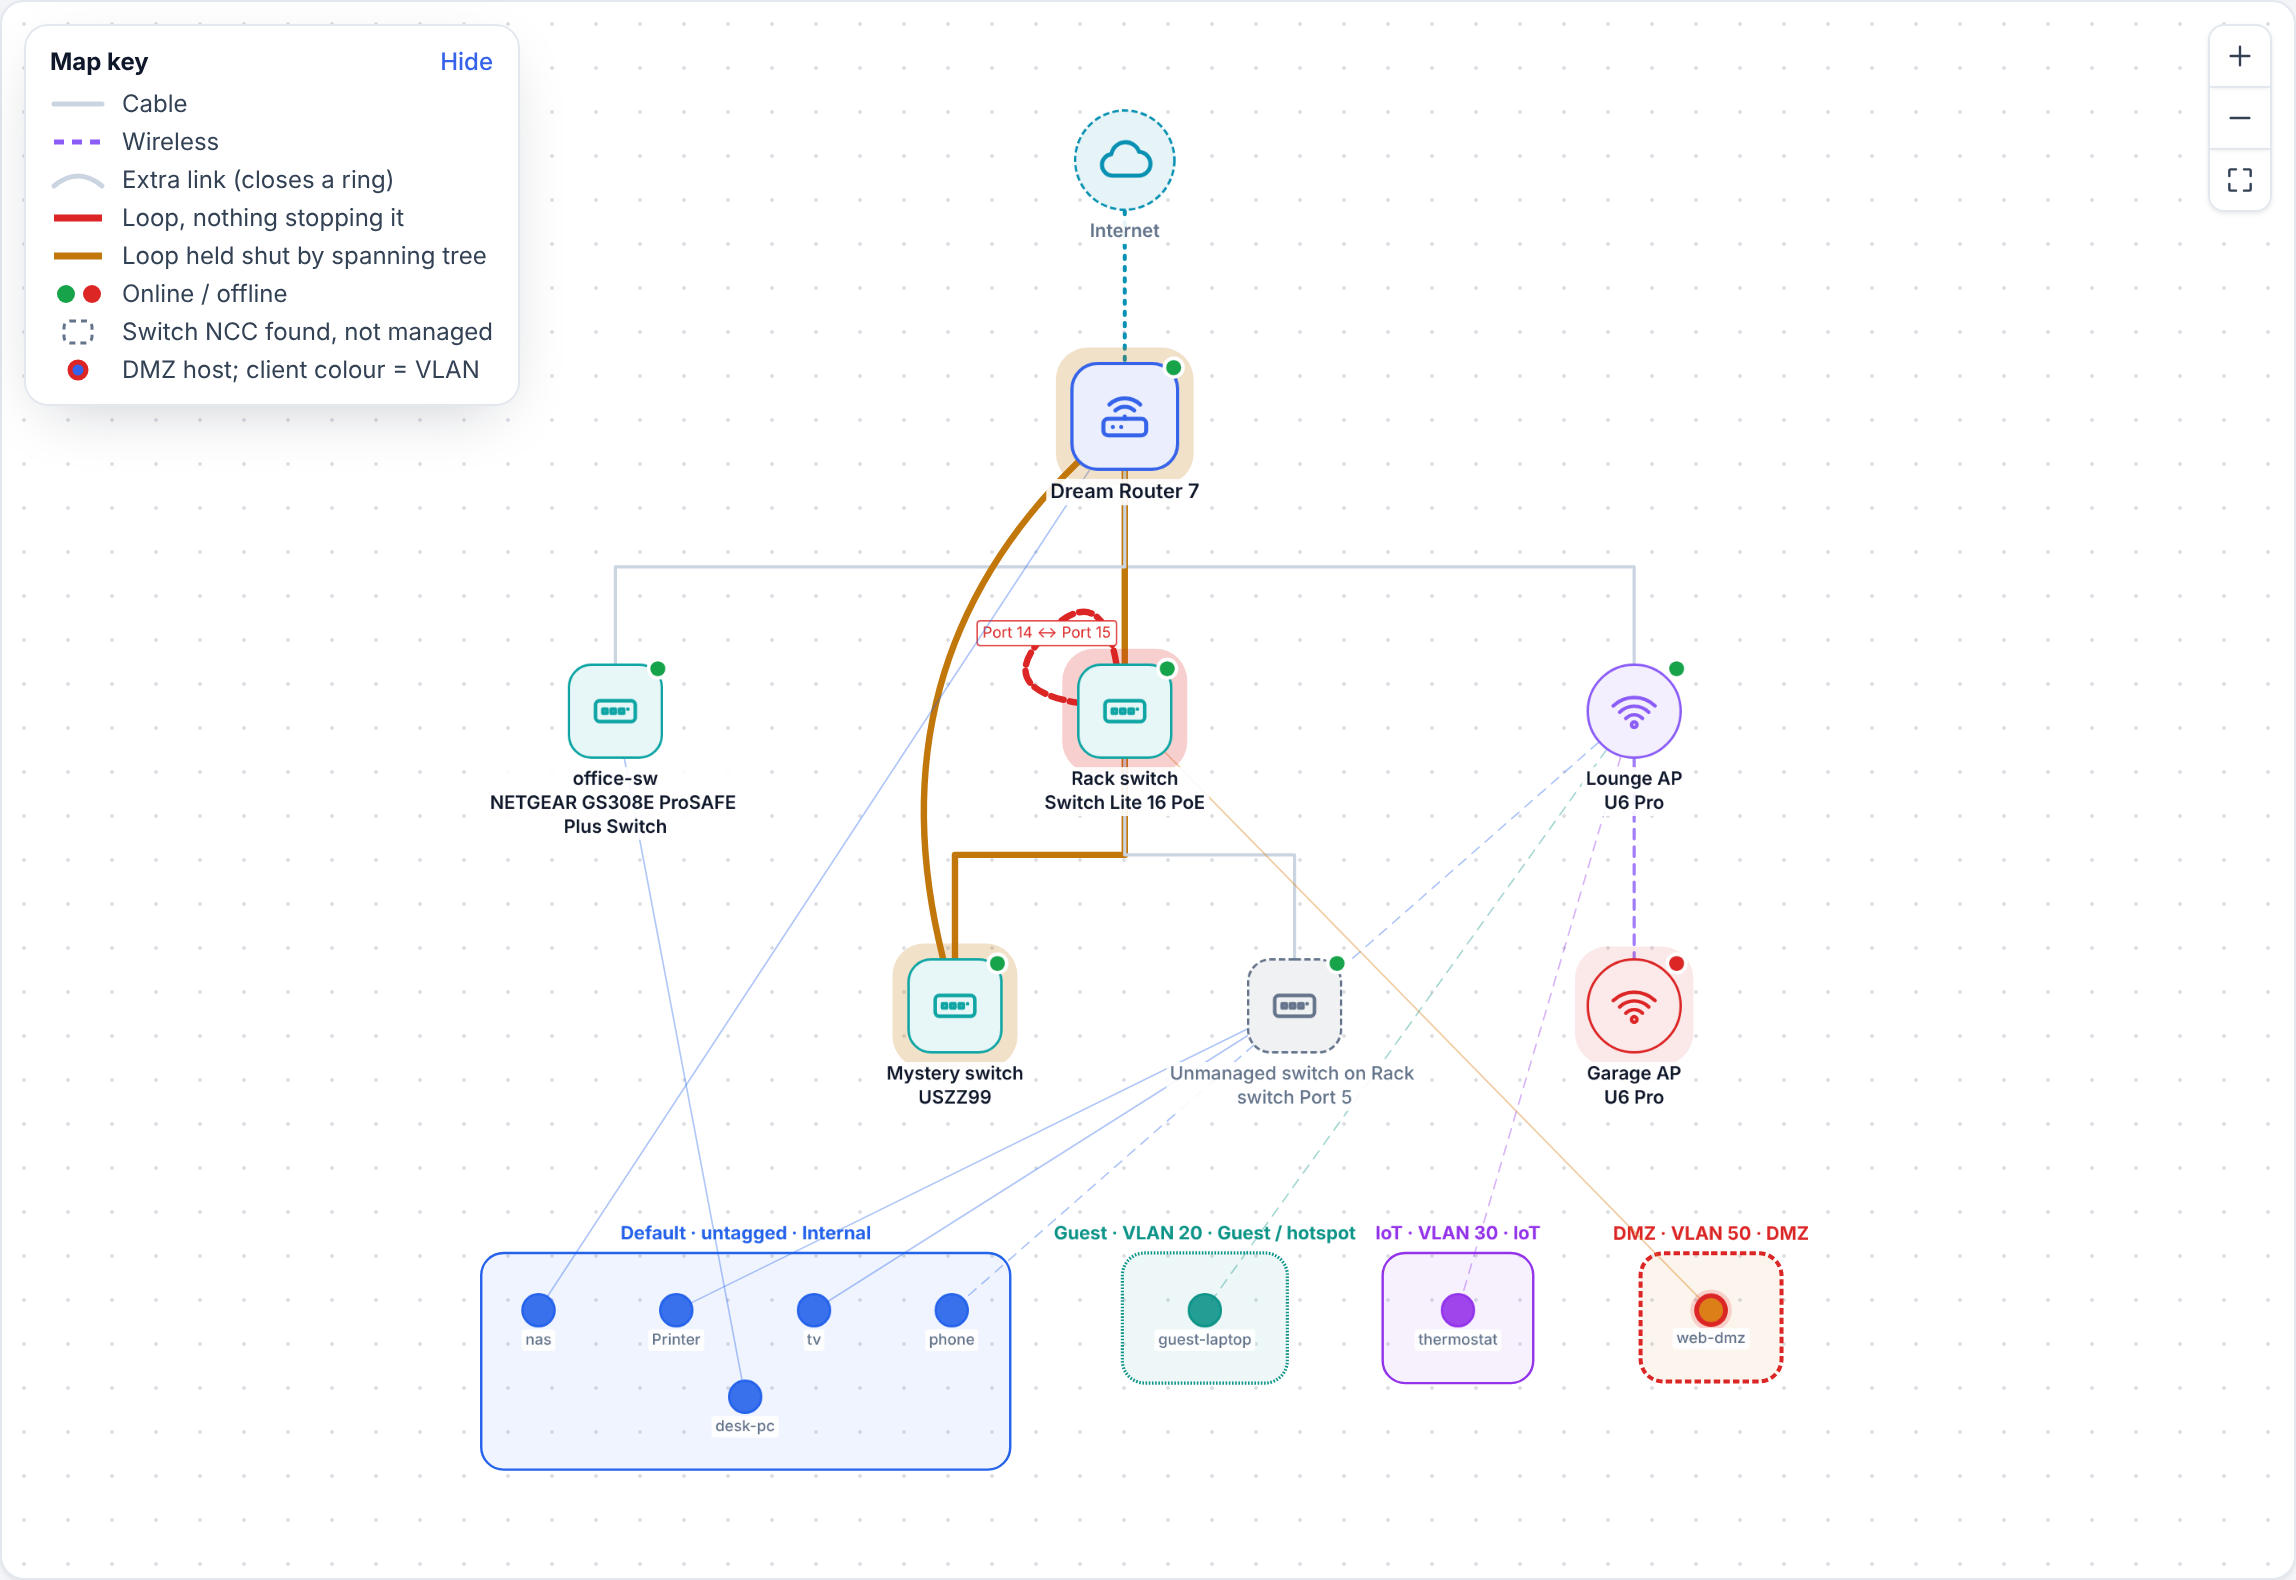 Map key
Hide
Cable
Wireless
Extra link (closes a ring)
Loop, nothing stopping it
Loop held shut by spanning tree
Online / offline
Switch NCC found, not managed
DMZ host; client colour = VLAN
Internet
Dream Router 7
Port 14 ↔ Port 15
office-sw
NETGEAR GS308E ProSAFE
Plus Switch
Rack switch
Switch Lite 16 PoE
Lounge AP
U6 Pro
Mystery switch
USZZ99
Unmanaged switch on Rack
switch Port 5
Garage AP
U6 Pro
Default · untagged · Internal
Guest · VLAN 20 · Guest / hotspot
IoT · VLAN 30 · IoT
DMZ · VLAN 50 · DMZ
nas
Printer
tv
phone
guest-laptop
thermostat
web-dmz
desk-pc